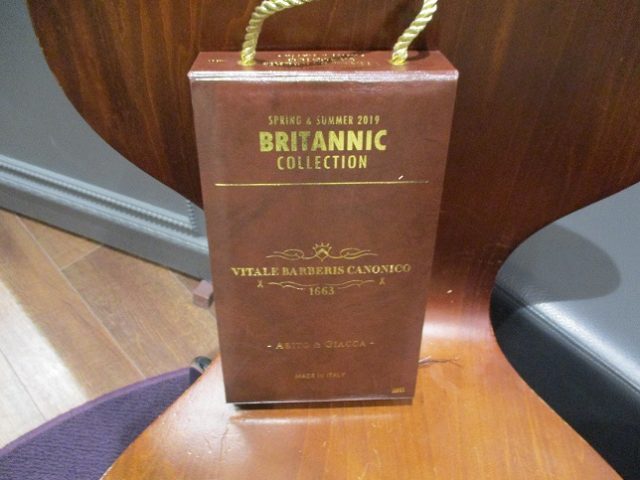 SPRING & SUMMER 2019
BRITANNIC
COLLECTION
VITALE BARBERIS CANONICO
1663
- ABITO & GIACCA -
MADE IN ITALY